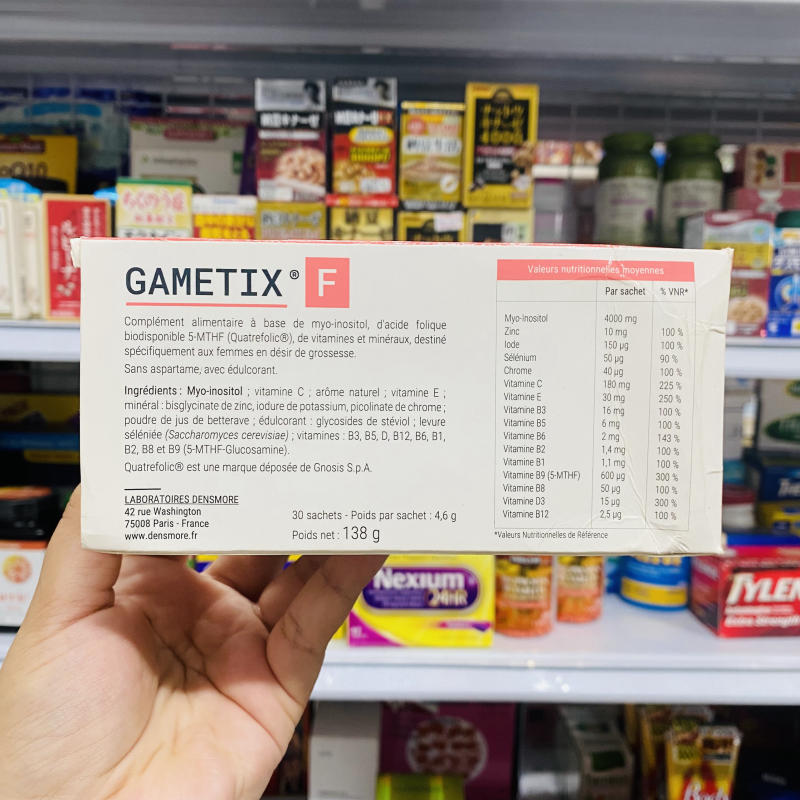 GAMETIX® F
Complément alimentaire à base de myo-inositol, d'acide folique
biodisponible 5-MTHF (Quatrefolic®), de vitamines et minéraux, destiné
spécifiquement aux femmes en désir de grossesse.
Sans aspartame, avec édulcorant.
Ingrédients : Myo-inositol ; vitamine C ; arôme naturel ; vitamine E ;
minéral : bisglycinate de zinc, iodure de potassium, picolinate de chrome ;
poudre de jus de betterave ; édulcorant : glycosides de stéviol ; levure
séléniée (Saccharomyces cerevisiae) ; vitamines : B3, B5, D, B12, B6, B1,
B2, B8 et B9 (5-MTHF-Glucosamine).
Quatrefolic® est une marque déposée de Gnosis S.p.A.
LABORATOIRES DENSMORE
42 rue Washington
75008 Paris - France
www.densmore.fr
30 sachets - Poids par sachet : 4,6 g
Poids net : 138 g
Valeurs nutritionnelles moyennes
Par sachet % VNR*
Myo-inositol 4000 mg
Zinc 10 mg 100 %
Iode 150 µg 100 %
Sélénium 50 µg 90 %
Chrome 40 µg 100 %
Vitamine C 180 mg 225 %
Vitamine E 30 mg 250 %
Vitamine B3 16 mg 100 %
Vitamine B5 6 mg 100 %
Vitamine B6 2 mg 143 %
Vitamine B2 1,4 mg 100 %
Vitamine B1 1,1 mg 100 %
Vitamine B9 (5-MTHF) 600 µg 300 %
Vitamine B8 50 µg 100 %
Vitamine D3 15 µg 300 %
Vitamine B12 2,5 µg 100 %
*Valeurs Nutritionnelles de Référence
Nexium
24HR
TYLEN
Extra Strength